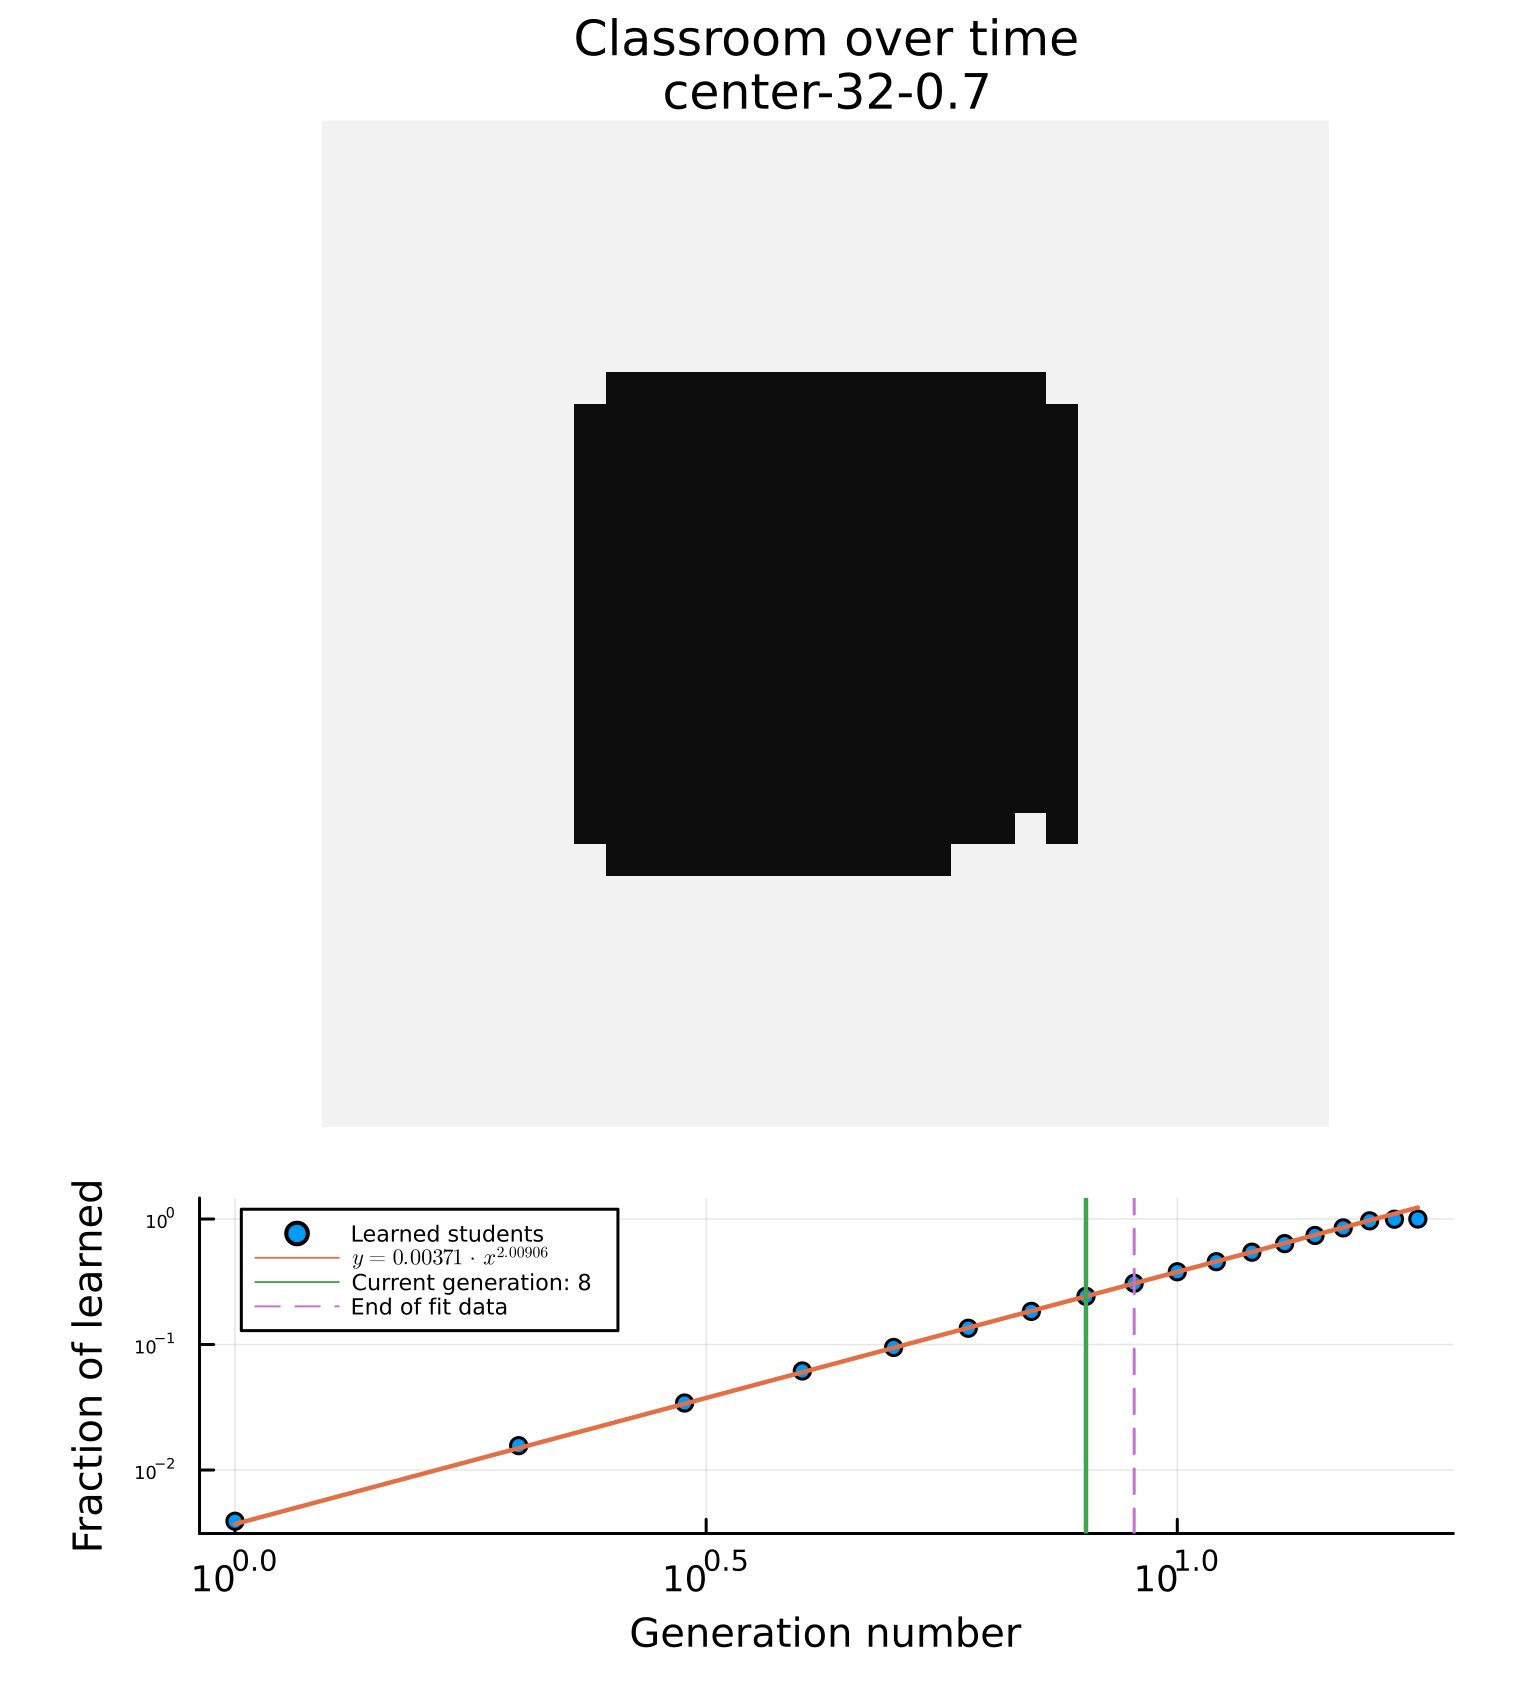 Classroom over time
center-32-0.7
Fraction of learned
10^0
10^-1
10^-2
Learned students
y = 0.00371 · x^2.00906
Current generation: 8
End of fit data
10^0.0 10^0.5 10^1.0
Generation number